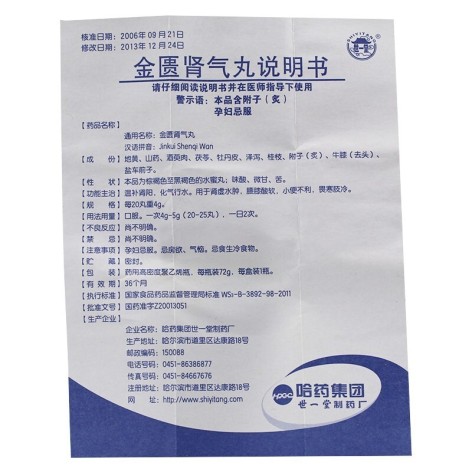 核准日期：2006年09月21日
修改日期：2013年12月24日
SHIYITANG
世一堂
金匮肾气丸说明书
请仔细阅读说明书并在医师指导下使用
警示语：本品含附子（炙）
孕妇忌服
【药品名称】
通用名称：金匮肾气丸
汉语拼音：Jinkui Shenqi Wan
【成 份】地黄、山药、酒萸肉、茯苓、牡丹皮、泽泻、桂枝、附子（炙）、牛膝（去头）、
盐车前子。
【性 状】本品为棕褐色至黑褐色的水蜜丸；味酸、微甘、苦。
【功能主治】温补肾阳，化气行水。用于肾虚水肿，腰膝酸软，小便不利，畏寒肢冷。
【规 格】每20丸重4g。
【用法用量】口服。一次4g-5g（20-25丸），一日2次。
【不良反应】尚不明确。
【禁 忌】尚不明确。
【注意事项】孕妇忌服。忌房欲、气恼。忌食生冷食物。
【贮 藏】密封。
【包 装】药用高密度聚乙烯瓶，每瓶装72g，每盒装1瓶。
【有 效 期】36个月
【执行标准】国家食品药品监督管理局标准 WS₃-B-3892-98-2011
【批准文号】国药准字Z20013051
【生产企业】
企业名称：哈药集团世一堂制药厂
生产地址：哈尔滨市道里区达康路18号
邮政编码：150088
电话号码：0451-86386877
传真号码：0451-84667676
注册地址：哈尔滨市道里区达康路18号
网 址：http://www.shiyitang.com
HPGC
哈药集团
世一堂制药厂